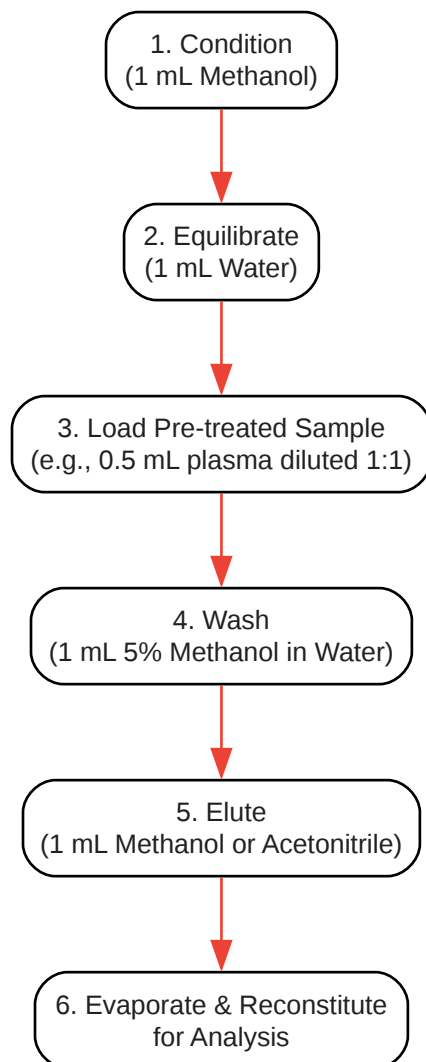 1. Condition
(1 mL Methanol)
2. Equilibrate
(1 mL Water)
3. Load Pre-treated Sample
(e.g., 0.5 mL plasma diluted 1:1)
4. Wash
(1 mL 5% Methanol in Water)
5. Elute
(1 mL Methanol or Acetonitrile)
6. Evaporate & Reconstitute
for Analysis